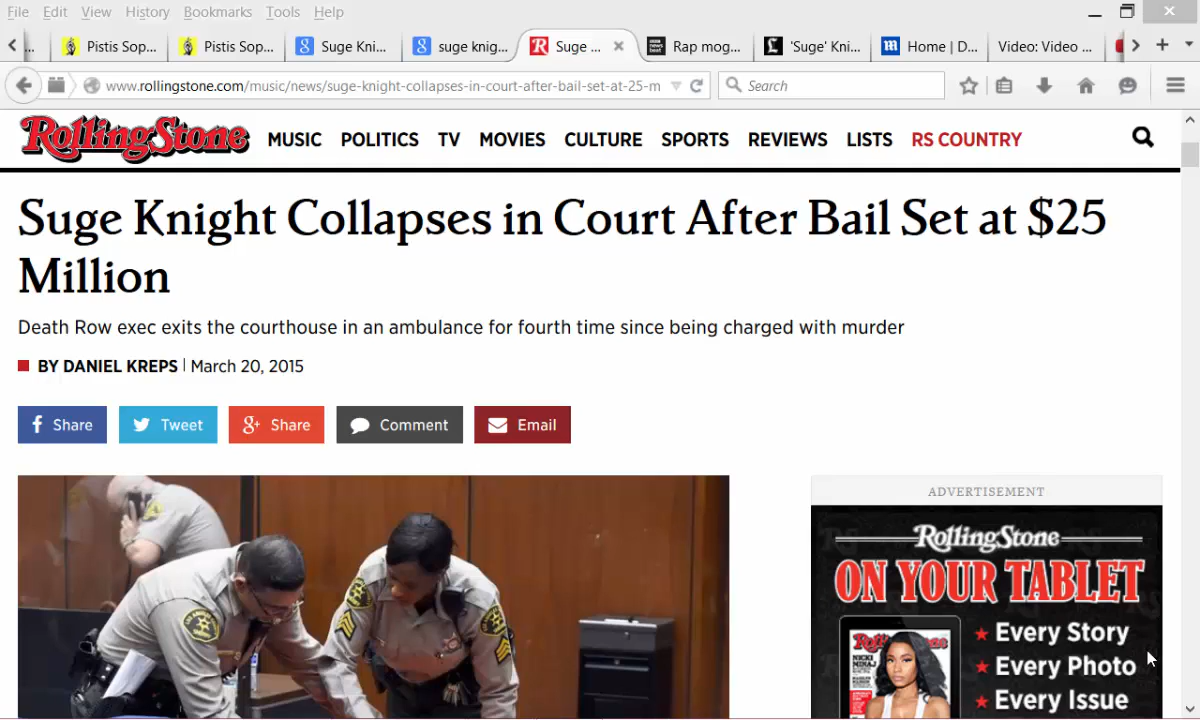 File Edit View History Bookmarks Tools Help
... Pistis Sop... Pistis Sop... Suge Kni... suge knig... Suge ... Rap mog... 'Suge' Kni... Home | D... Video: Video ...
www.rollingstone.com/music/news/suge-knight-collapses-in-court-after-bail-set-at-25-m Search
RollingStone MUSIC POLITICS TV MOVIES CULTURE SPORTS REVIEWS LISTS RS COUNTRY
Suge Knight Collapses in Court After Bail Set at $25
Million
Death Row exec exits the courthouse in an ambulance for fourth time since being charged with murder
BY DANIEL KREPS | March 20, 2015
Share Tweet Share Comment Email
ADVERTISEMENT
RollingStone
ON YOUR TABLET
Every Story
Every Photo
Every Issue
NICKI
MINAJ